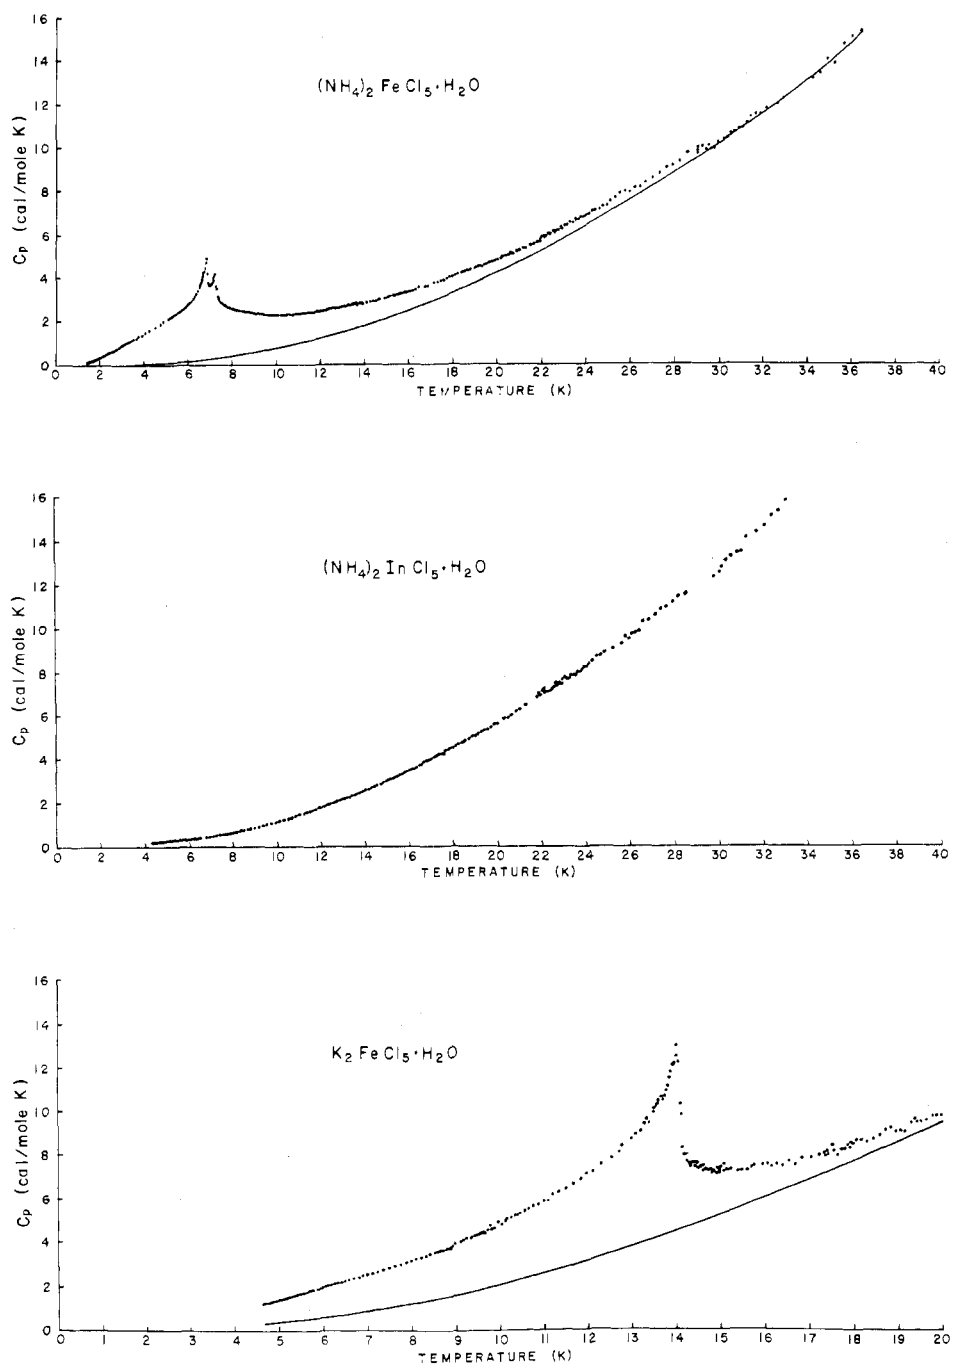 16
14
12
10
8
6
4
2
0
Cp (cal/mole K)
(NH4)2 FeCl5·H2O
0 2 4 6 8 10 12 14 16 18 20 22 24 26 28 30 32 34 36 38 40
TEMPERATURE (K)
16
14
12
10
8
6
4
2
0
Cp (cal/mole K)
(NH4)2 InCl5·H2O
0 2 4 6 8 10 12 14 16 18 20 22 24 26 28 30 32 34 36 38 40
TEMPERATURE (K)
16
14
12
10
8
6
4
2
0
Cp (cal/mole K)
K2 FeCl5·H2O
0 1 2 3 4 5 6 7 8 9 10 11 12 13 14 15 16 17 18 19 20
TEMPERATURE (K)